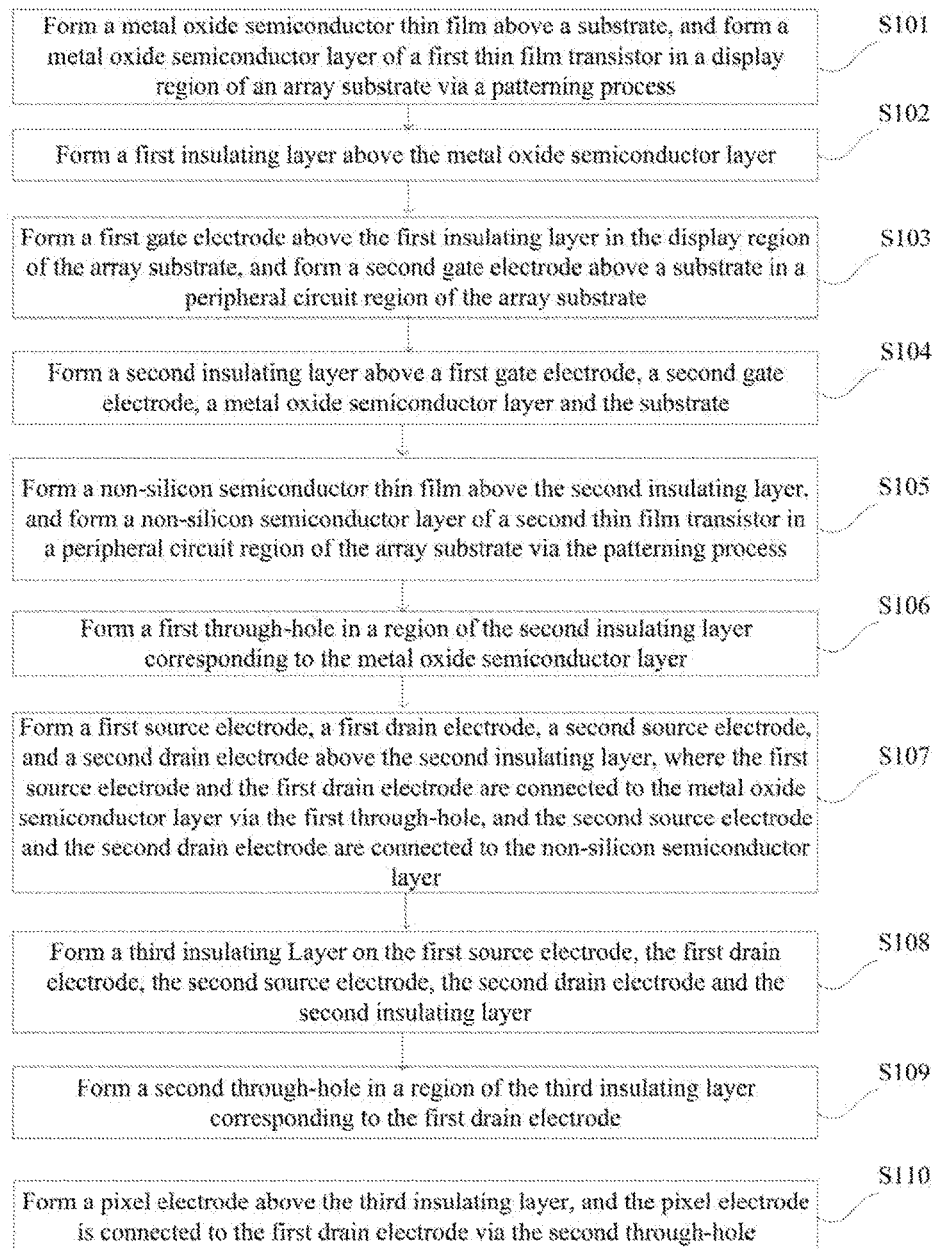 Form a metal oxide semiconductor thin film above a substrate, and form a
metal oxide semiconductor layer of a first thin film transistor in a display
region of an array substrate via a patterning process
S101
Form a first insulating layer above the metal oxide semiconductor layer
S102
Form a first gate electrode above the first insulating layer in the display region
of the array substrate, and form a second gate electrode above a substrate in a
peripheral circuit region of the array substrate
S103
Form a second insulating layer above a first gate electrode, a second gate
electrode, a metal oxide semiconductor layer and the substrate
S104
Form a non-silicon semiconductor thin film above the second insulating layer,
and form a non-silicon semiconductor layer of a second thin film transistor in
a peripheral circuit region of the array substrate via the patterning process
S105
Form a first through-hole in a region of the second insulating layer
corresponding to the metal oxide semiconductor layer
S106
Form a first source electrode, a first drain electrode, a second source electrode,
and a second drain electrode above the second insulating layer, where the first
source electrode and the first drain electrode are connected to the metal oxide
semiconductor layer via the first through-hole, and the second source electrode
and the second drain electrode are connected to the non-silicon semiconductor
layer
S107
Form a third insulating Layer on the first source electrode, the first drain
electrode, the second source electrode, the second drain electrode and the
second insulating layer
S108
Form a second through-hole in a region of the third insulating layer
corresponding to the first drain electrode
S109
Form a pixel electrode above the third insulating layer, and the pixel electrode
is connected to the first drain electrode via the second through-hole
S110